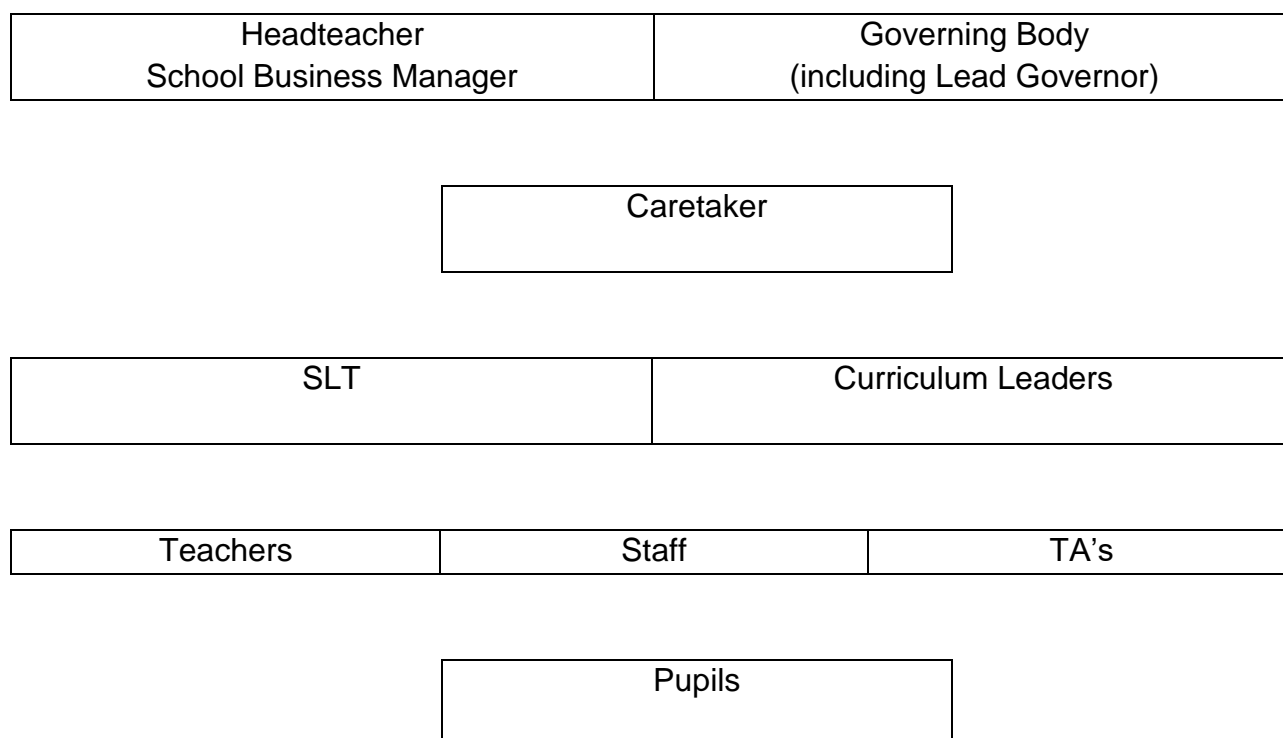 Headteacher
School Business Manager
Governing Body
(including Lead Governor)
Caretaker
SLT
Curriculum Leaders
Teachers
Staff
TA’s
Pupils